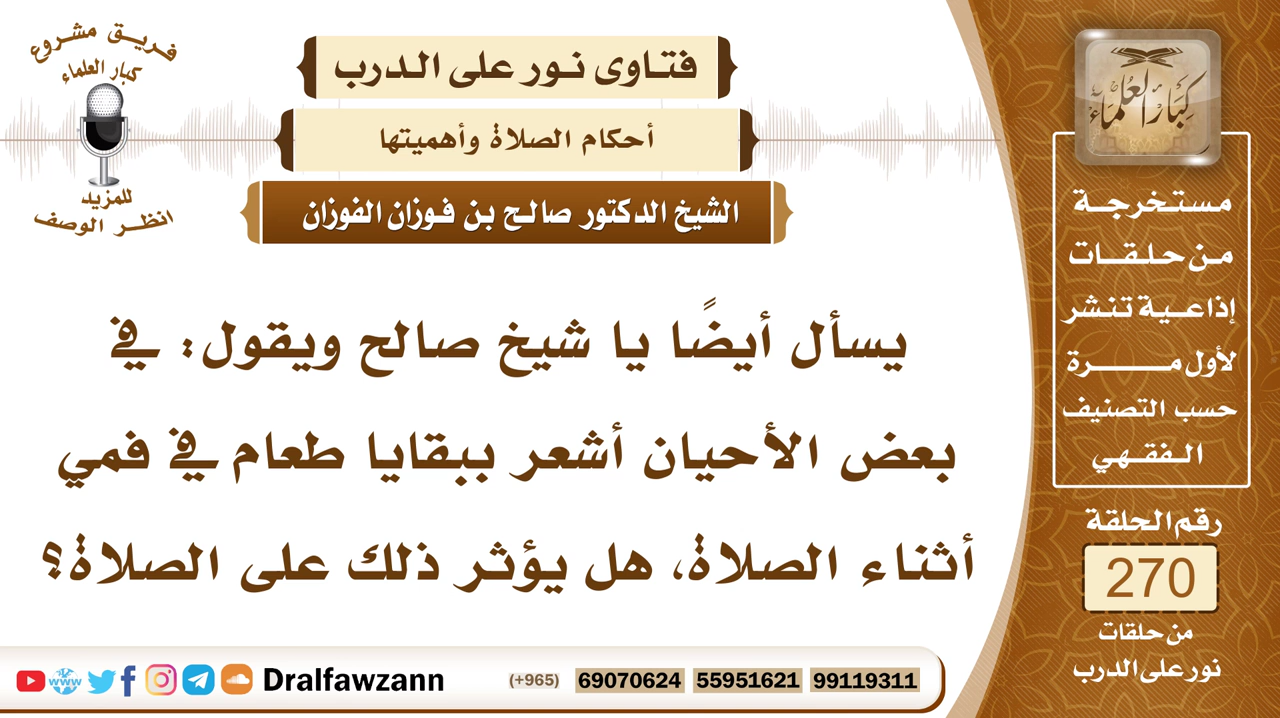 فريق مشروع
كبار العلماء
للمزيد
انظر الوصف
فتاوى نور على الدرب
أحكام الصلاة وأهميتها
الشيخ الدكتور صالح بن فوزان الفوزان
يسأل أيضًا يا شيخ صالح ويقول: في
بعض الأحيان أشعر ببقايا طعام في فمي
أثناء الصلاة، هل يؤثر ذلك على الصلاة؟
كبار العلماء
مستخرجة
من حلقات
إذاعية تنشر
لأول مرة
حسب التصنيف
الفقهي
رقم الحلقة
270
من حلقات
نور على الدرب
www Dralfawzann (+965) 69070624 55951621 99119311